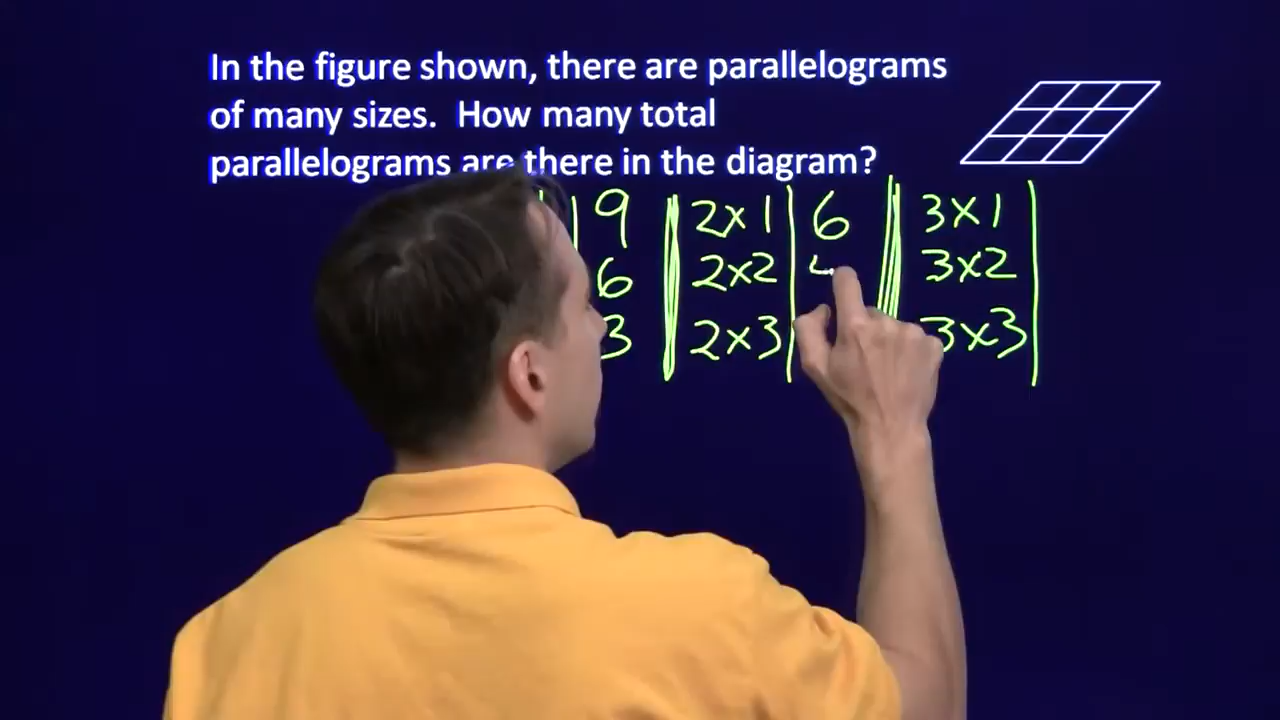 In the figure shown, there are parallelograms
of many sizes. How many total
parallelograms are there in the diagram?
9 2x1 6 3x1
6 2x2 4 3x2
3 2x3 3x3